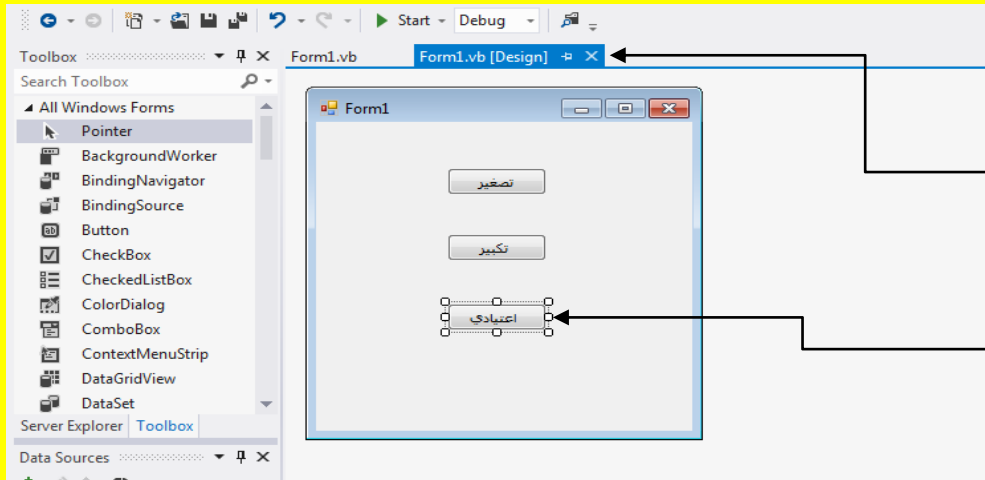 Start Debug
Toolbox
Form1.vb Form1.vb [Design]
Search Toolbox
All Windows Forms
Pointer
BackgroundWorker
BindingNavigator
BindingSource
Button
CheckBox
CheckedListBox
ColorDialog
ComboBox
ContextMenuStrip
DataGridView
DataSet
Server Explorer Toolbox
Data Sources
Form1
تصغير
تكبير
اعتيادي